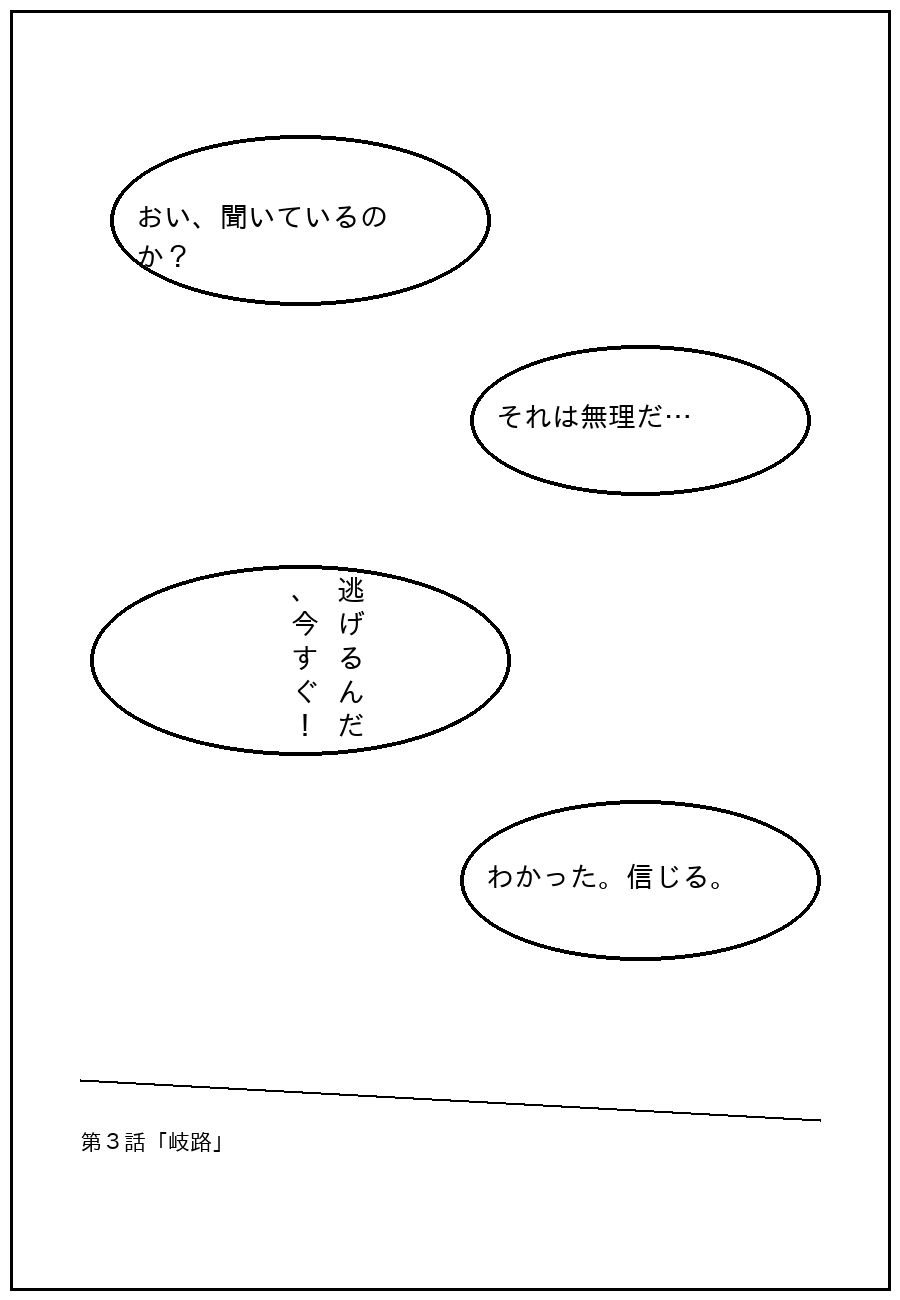 おい、聞いているの
か？
それは無理だ…
逃げるんだ
、今すぐ！
わかった。信じる。
第３話「岐路」